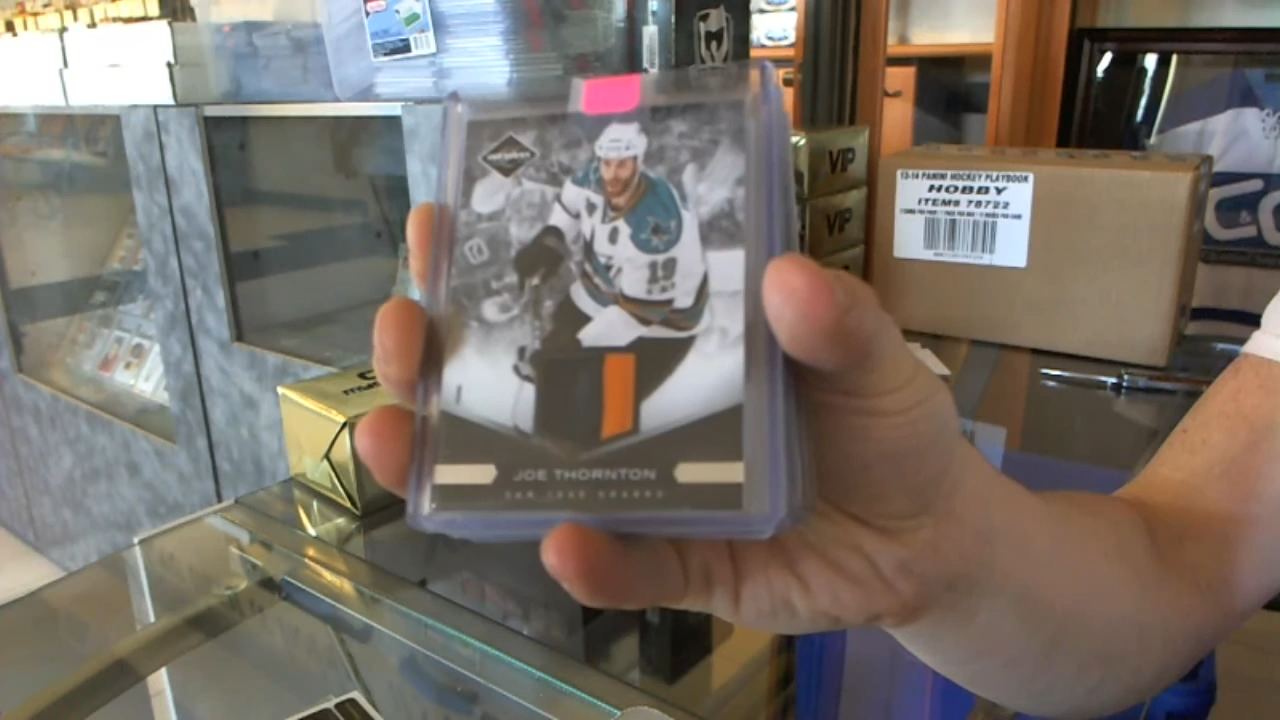 VIP
VIP
13-14 PANINI HOCKEY PLAYBOOK
HOBBY
ITEM# 78722
19
JOE THORNTON
SAN JOSE SHARKS